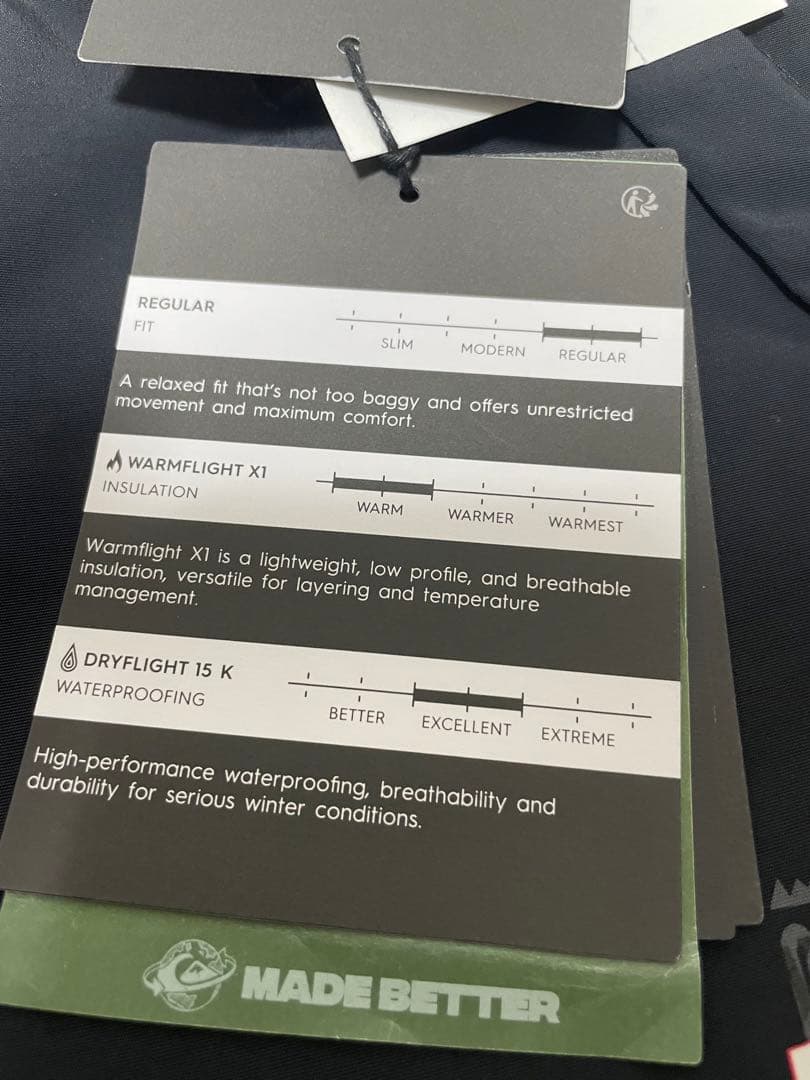 REGULAR
FIT
SLIM MODERN REGULAR
A relaxed fit that's not too baggy and offers unrestricted
movement and maximum comfort.
WARMFLIGHT X1
INSULATION
WARM WARMER WARMEST
Warmflight X1 is a lightweight, low profile, and breathable
insulation, versatile for layering and temperature
management.
DRYFLIGHT 15 K
WATERPROOFING
BETTER EXCELLENT EXTREME
High-performance waterproofing, breathability and
durability for serious winter conditions.
MADE BETTER